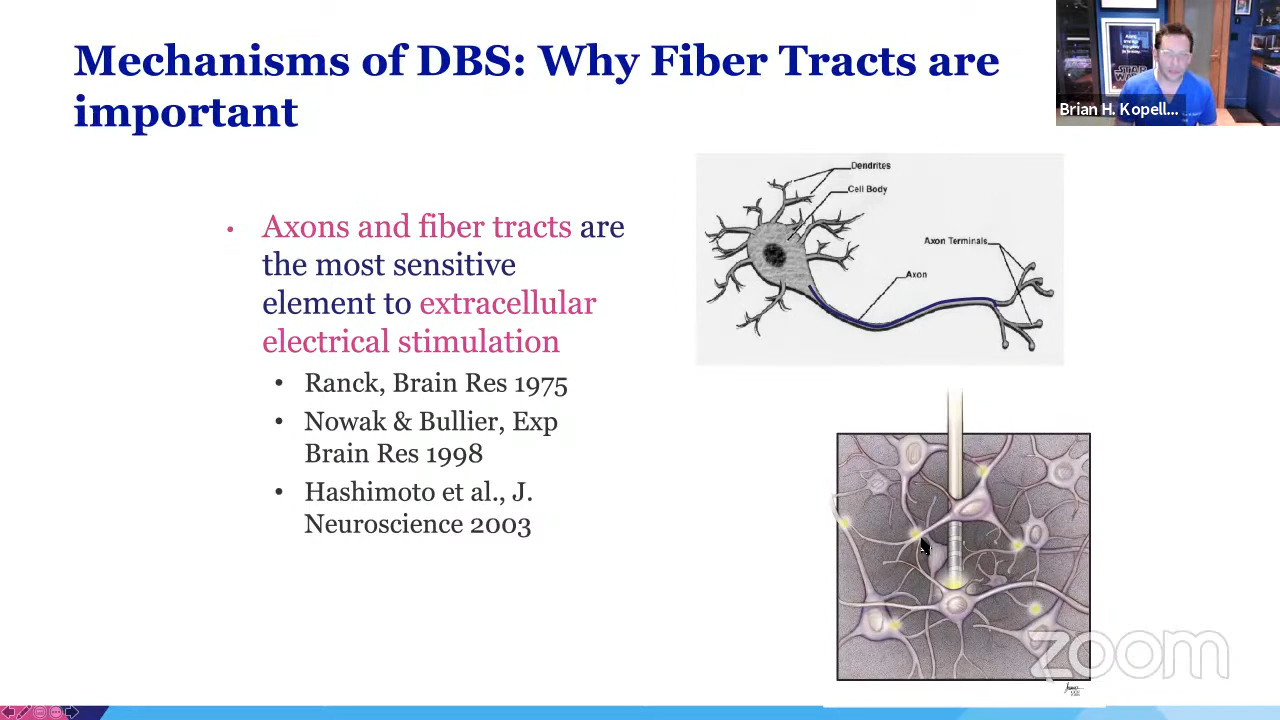 Mechanisms of DBS: Why Fiber Tracts are
important
Brian H. Kopell...
STAR
WARS
• Axons and fiber tracts are
the most sensitive
element to extracellular
electrical stimulation
• Ranck, Brain Res 1975
• Nowak & Bullier, Exp
Brain Res 1998
• Hashimoto et al., J.
Neuroscience 2003
Dendrites
Cell Body
Axon Terminals
Axon
zoom